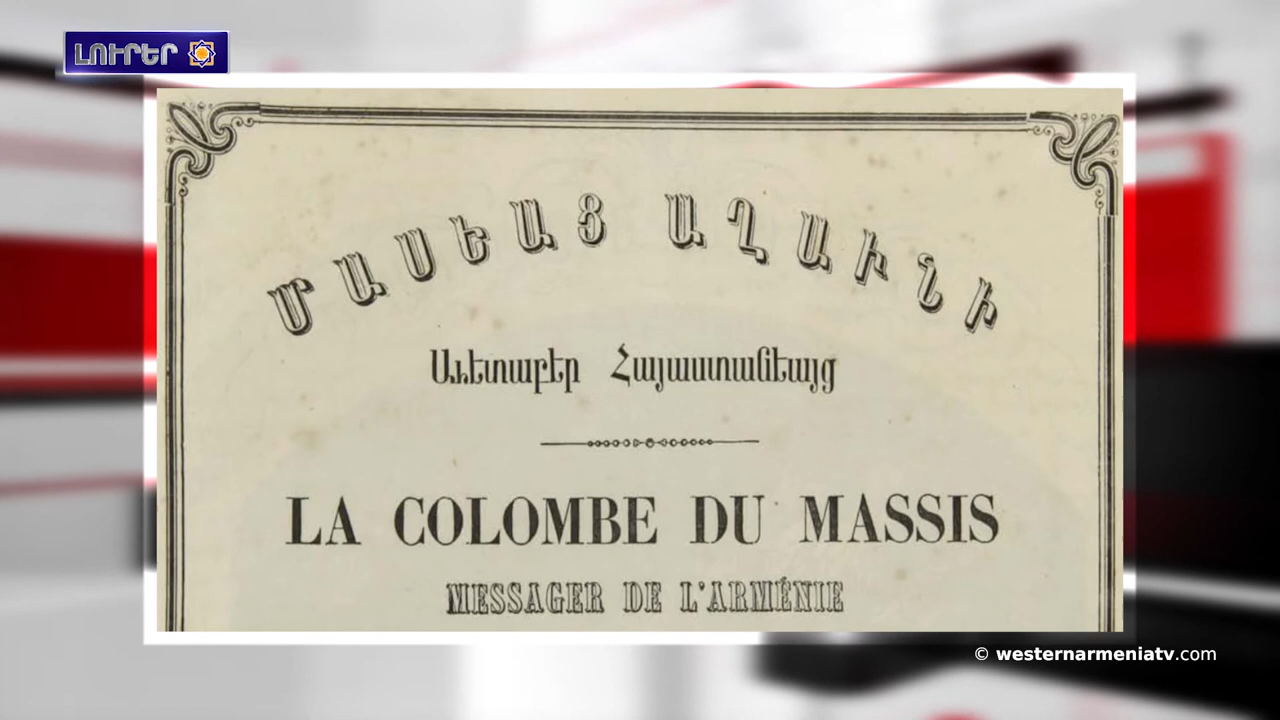 ԼՈՒՐԵՐ
ՄԱՍԵԱՑ ԱՂԱՒՆԻ
Աւետաբեր Հայաստանեայց
LA COLOMBE DU MASSIS
MESSAGER DE L'ARMÉNIE
© westernarmeniatv.com